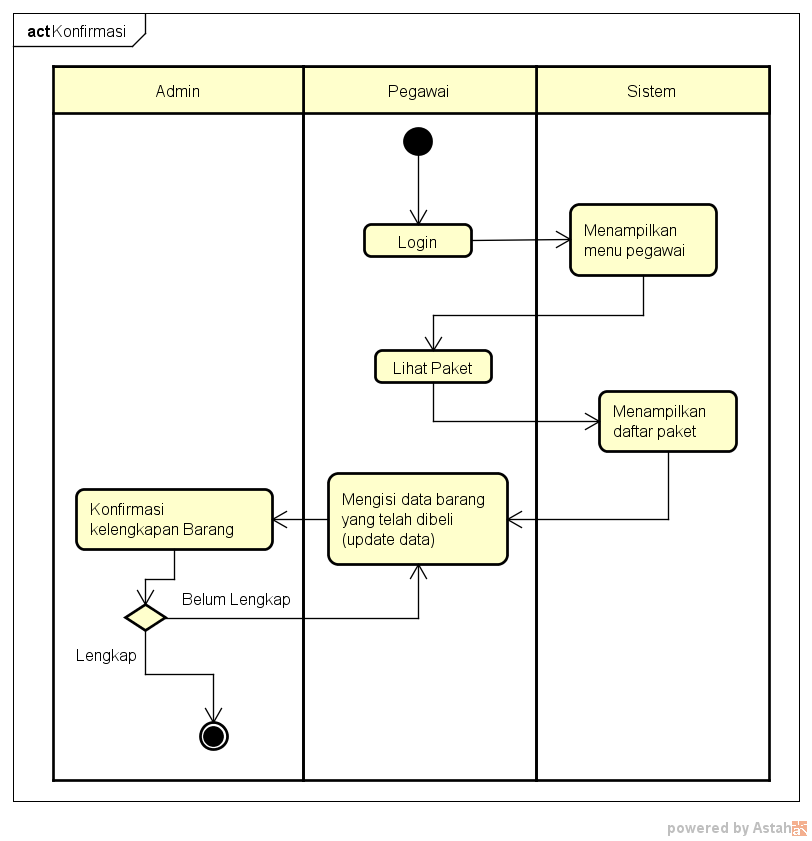 act Konfirmasi
Admin
Pegawai
Sistem
Login
Menampilkan
menu pegawai
Lihat Paket
Menampilkan
daftar paket
Mengisi data barang
yang telah dibeli
(update data)
Konfirmasi
kelengkapan Barang
Belum Lengkap
Lengkap
powered by Astah